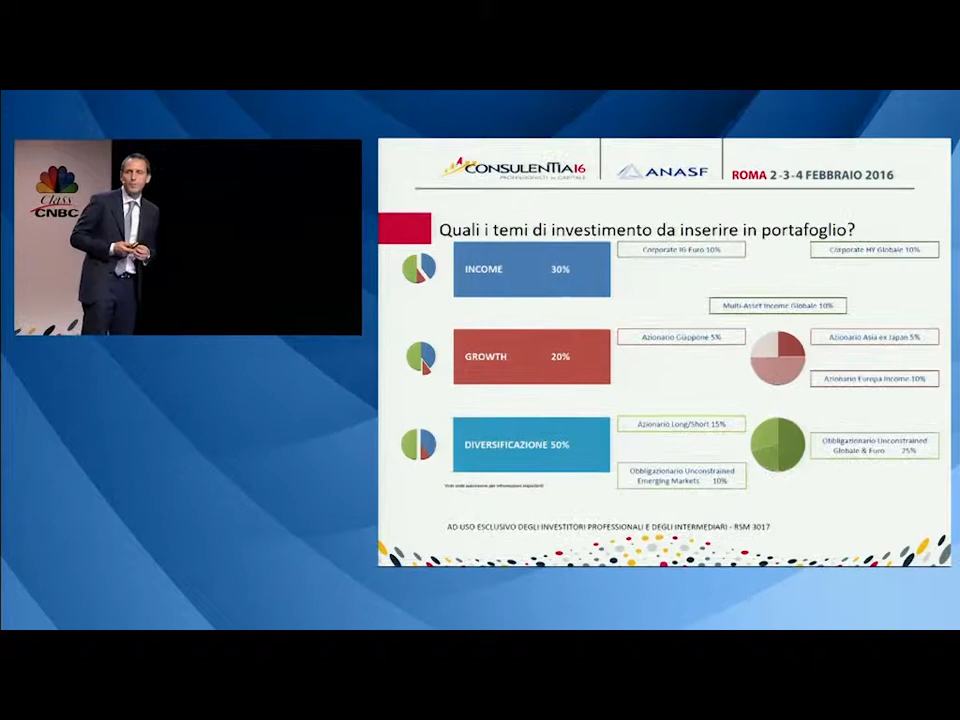 class
CNBC
CONSULENTIA16
PROFESSIONISTI IN CAPITALE
ANASF
ROMA 2-3-4 FEBBRAIO 2016
Quali i temi di investimento da inserire in portafoglio?
INCOME 30%
Corporate IG Euro 10%
Corporate HY Globale 10%
Multi-Asset Income Globale 10%
GROWTH 20%
Azionario Giappone 5%
Azionario Asia ex Japan 5%
Azionario Europa Income 10%
DIVERSIFICAZIONE 50%
Azionario Long/Short 15%
Obbligazionario Unconstrained
Globale & Euro 25%
Obbligazionario Unconstrained
Emerging Markets 10%
AD USO ESCLUSIVO DEGLI INVESTITORI PROFESSIONALI E DEGLI INTERMEDIARI - RSM 3017